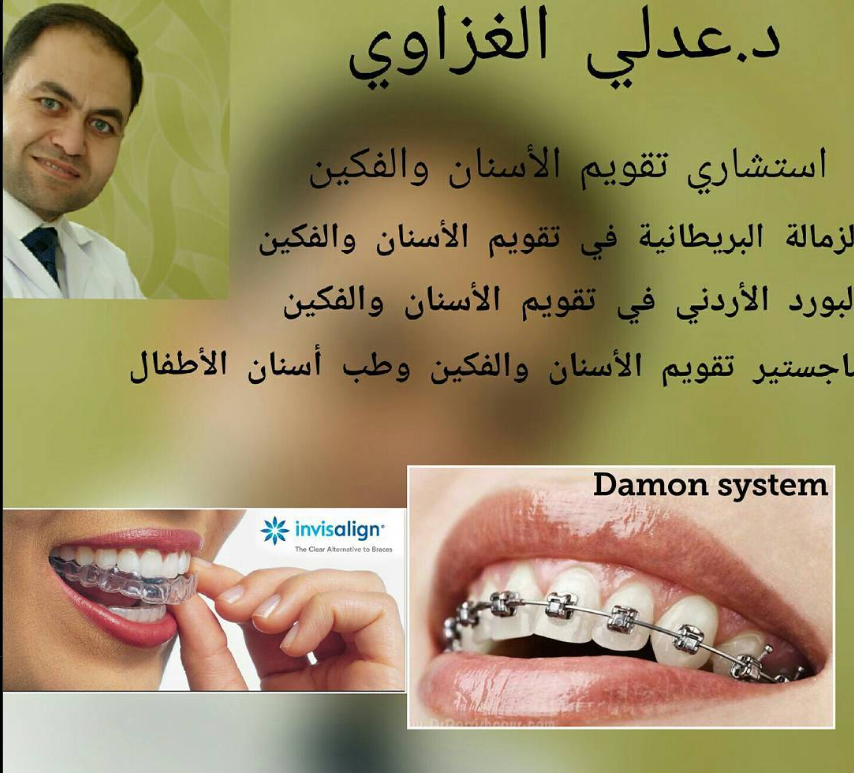 د.عدلي الغزاوي
استشاري تقويم الأسنان والفكين
لزمالة البريطانية في تقويم الأسنان والفكين
لبورد الأردني في تقويم الأسنان والفكين
اجستير تقويم الأسنان والفكين وطب أسنان الأطفال
Damon system
invisalign®
The Clear Alternative to Braces